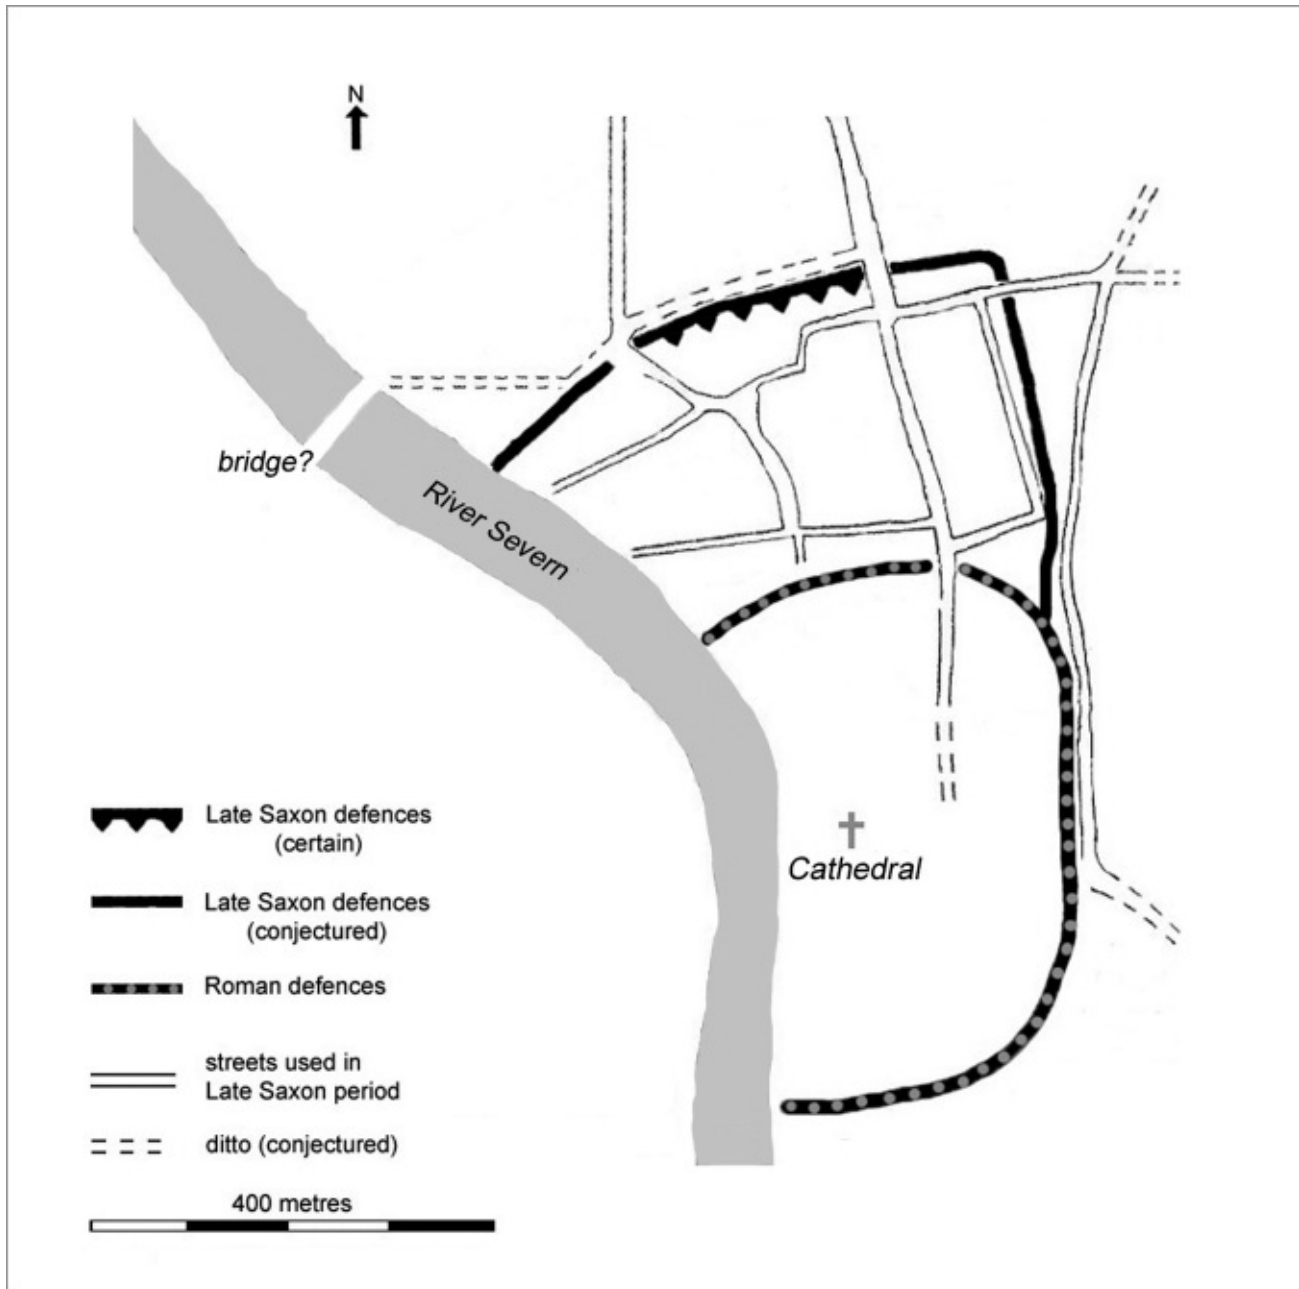 N
bridge?
River Severn
Cathedral
Late Saxon defences
(certain)
Late Saxon defences
(conjectured)
Roman defences
streets used in
Late Saxon period
ditto (conjectured)
400 metres